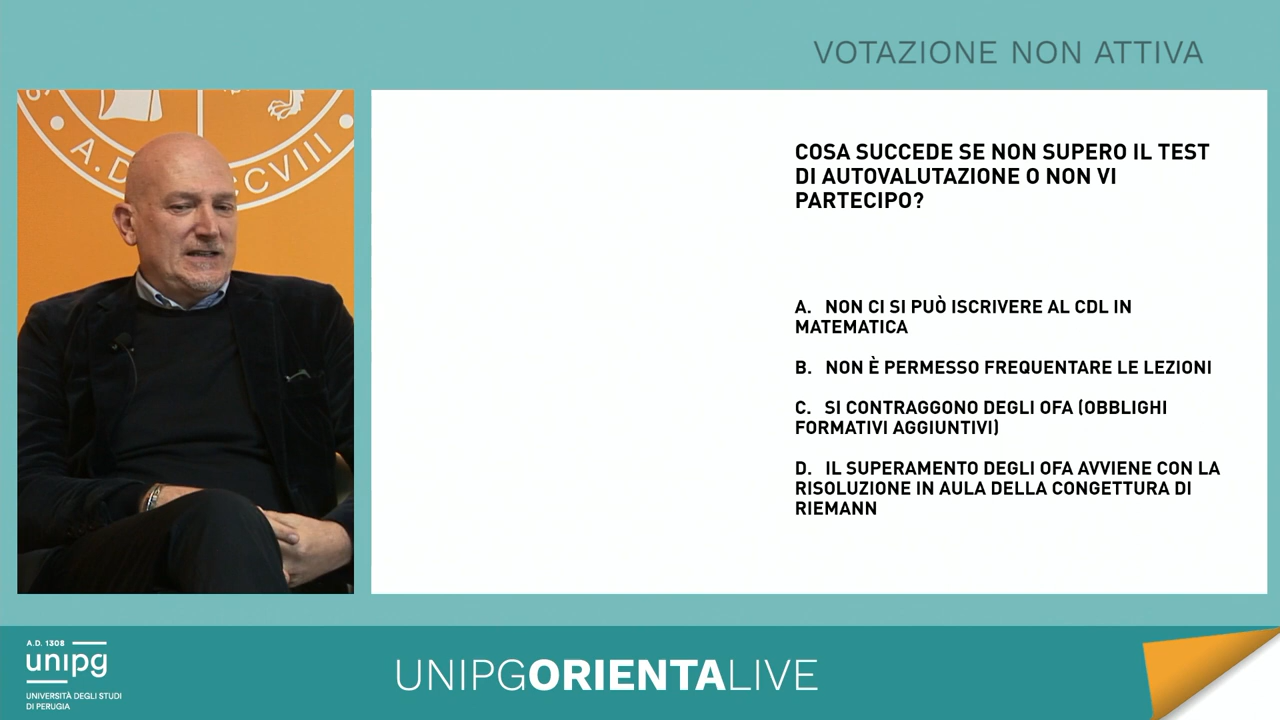 VOTAZIONE NON ATTIVA
A.D.
CCVIII
COSA SUCCEDE SE NON SUPERO IL TEST
DI AUTOVALUTAZIONE O NON VI
PARTECIPO?
A. NON CI SI PUÒ ISCRIVERE AL CDL IN
MATEMATICA
B. NON È PERMESSO FREQUENTARE LE LEZIONI
C. SI CONTRAGGONO DEGLI OFA (OBBLIGHI
FORMATIVI AGGIUNTIVI)
D. IL SUPERAMENTO DEGLI OFA AVVIENE CON LA
RISOLUZIONE IN AULA DELLA CONGETTURA DI
RIEMANN
A.D. 1308
unipg
UNIVERSITÀ DEGLI STUDI
DI PERUGIA
UNIPGORIENTALIVE